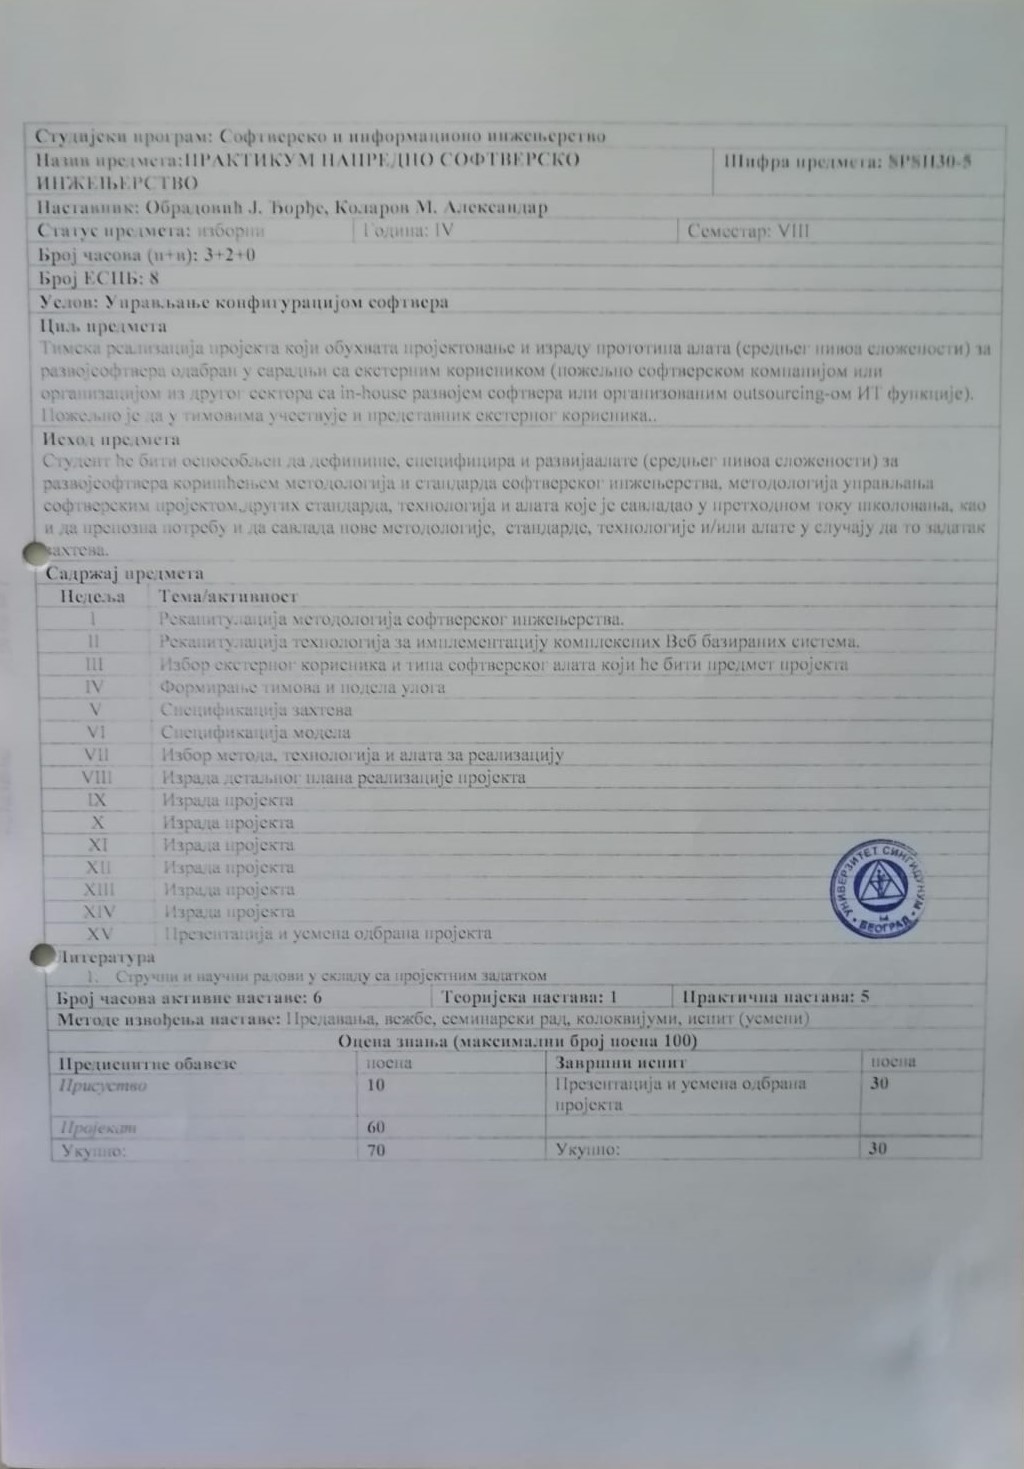 Студијски програм: Софтверско и информационо инжењерство
Назив предмета:ПРАКТИКУМ НАПРЕДНО СОФТВЕРСКО
ИНЖЕЊЕРСТВО
Шифра предмета:
Наставник: Обрадовић Ј. Ђорђе, Коларов М. Александар
Статус предмета: изборни Година: IV Семестар: VIII
Број часова (п+в): 3+2+0
Број ЕСПБ: 8
Услов: Управљање конфигурацијом софтвера
Циљ предмета
Тимска реализација пројекта који обухвата пројектовање и израду прототипа алата (средњег нивоа сложености) за
развојсофтвера одабран у сарадњи са екстерним корисником (пожељно софтверском компанијом или
организацијом из другог сектора са in-house развојем софтвера или организованим outsourcing-ом ИТ функције).
Пожељно је да у тимовима учествује и представник екстерног корисника..
Исход предмета
Студент ће бити оспособљен да дефинише, специфицира и развијаалате (средњег нивоа сложености) за
развојсофтвера коришћењем методологија и стандарда софтверског инжењерства, методологија управљања
софтверским пројектом,других стандарда, технологија и алата које је савладао у претходном току школовања, као
и да препозна потребу и да савлада нове методологије, стандарде, технологије и/или алате у случају да то задатак
захтева.
Садржај предмета
Недеља Тема/активност
I Рекапитулација методологија софтверског инжењерства.
II Рекапитулација технологија за имплементацију комплексних Веб базираних система.
III Избор екстерног корисника и типа софтверског алата који ће бити предмет пројекта
IV Формирање тимова и подела улога
V Спецификација захтева
VI Спецификација модела
VII Избор метода, технологија и алата за реализацију
VIII Израда детаљног плана реализације пројекта
IX Израда пројекта
X Израда пројекта
XI Израда пројекта
XII Израда пројекта
XIII Израда пројекта
XIV Израда пројекта
XV Презентација и усмена одбрана пројекта
УНИВЕРЗИТЕТ СИНГИДУНУМ
БЕОГРАД
Литература
1. Стручни и научни радови у складу са пројектним задатком
Број часова активне наставе: 6 Теоријска настава: 1 Практична настава: 5
Методе извођења наставе: Предавања, вежбе, семинарски рад, колоквијуми, испит (усмени)
Оцена знања (максимални број поена 100)
Предиспитне обавезе поена Завршни испит поена
Присуство 10 Презентација и усмена одбрана 30
пројекта
Пројекат 60
Укупно: 70 Укупно: 30